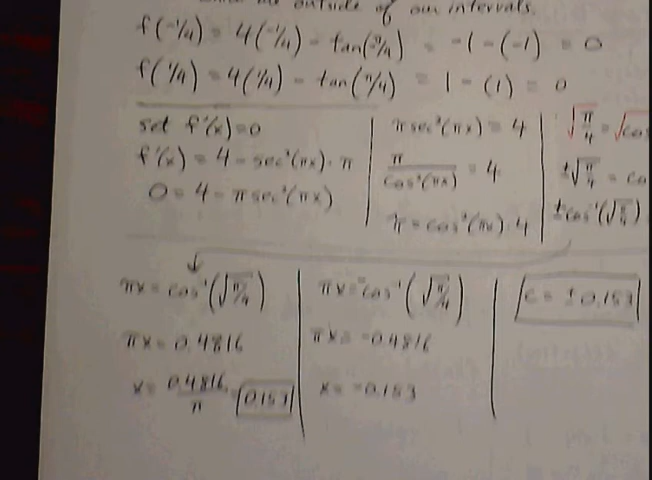 outside of our intervals.
f(-1/4) = 4(-1/4) - tan(-π/4) = -1 - (-1) = 0
f(1/4) = 4(1/4) - tan(π/4) = 1 - (1) = 0
set f'(x)=0
f'(x) = 4 - sec²(πx)·π
0 = 4 - π sec²(πx)
π sec²(πx) = 4
π/cos²(πx) = 4
π = cos²(πx)·4
√π/4 = √cos
±√π/4 = co
±cos⁻¹(√π/4)
πx = cos⁻¹(√π/4)
πx = 0.4816
x = 0.4816/π = 0.153
πx = -cos⁻¹(√π/4)
πx = -0.4816
x = -0.153
c = ±0.153